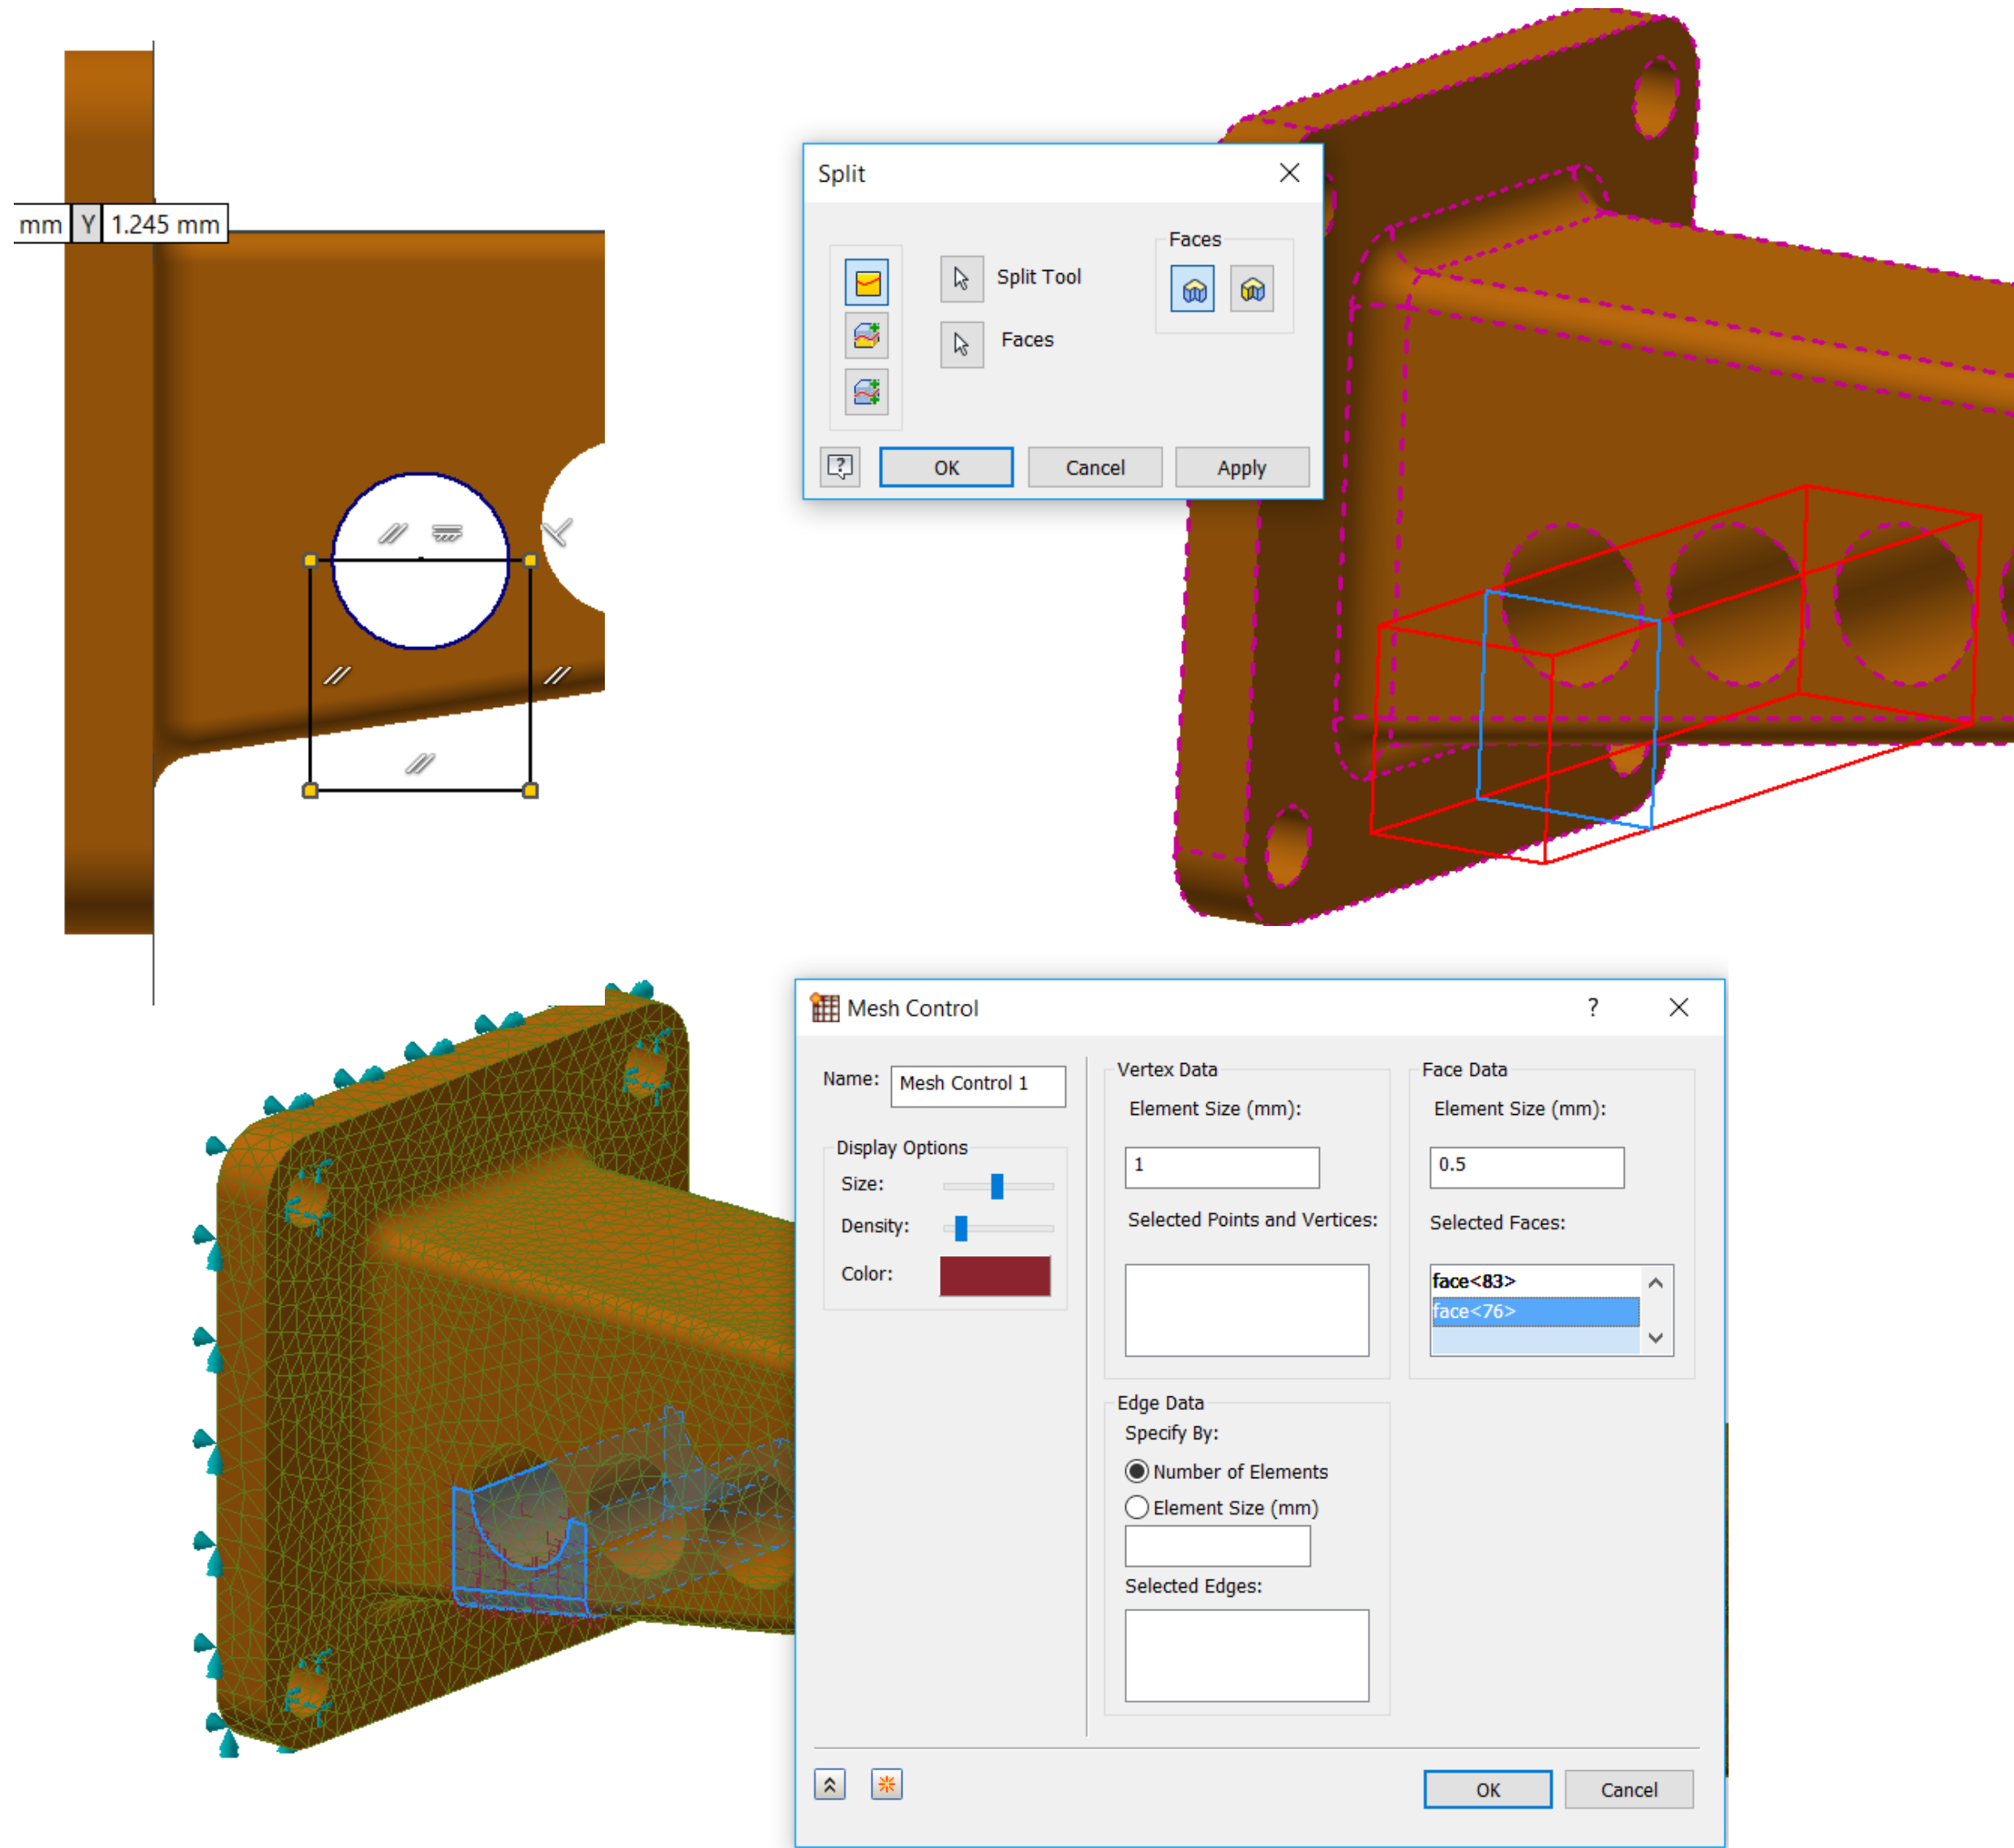 mm Y 1.245 mm
Split
Split Tool
Faces
Faces
OK Cancel Apply
Mesh Control
Name: Mesh Control 1
Display Options
Size:
Density:
Color:
Vertex Data
Element Size (mm):
1
Selected Points and Vertices:
Face Data
Element Size (mm):
0.5
Selected Faces:
face<83>
face<76>
Edge Data
Specify By:
Number of Elements
Element Size (mm)
Selected Edges:
OK Cancel